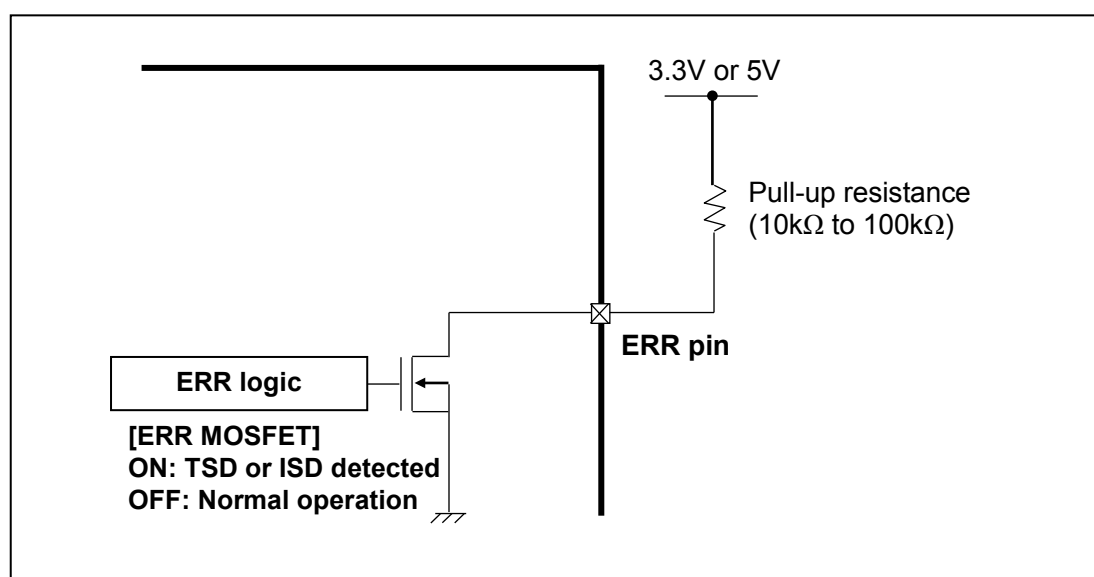 3.3V or 5V
Pull-up resistance
(10kΩ to 100kΩ)
ERR pin
ERR logic
[ERR MOSFET]
ON: TSD or ISD detected
OFF: Normal operation